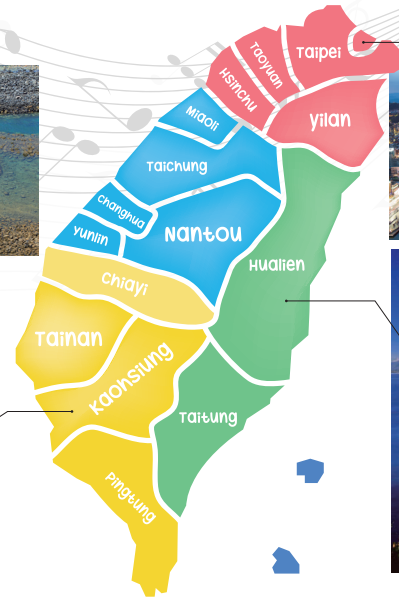 Taipei
Taoyuan
Hsinchu
Yilan
Miaoli
Taichung
Changhua
Nantou
Yunlin
Hualien
Chiayi
Tainan
Kaohsiung
Taitung
Pingtung